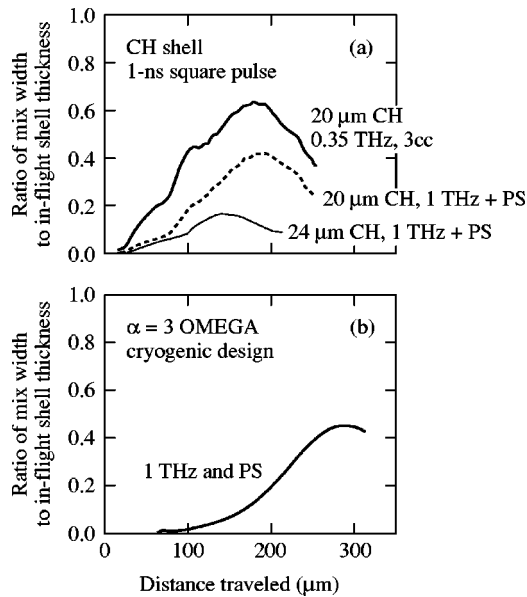 1.0
CH shell
(a)
1-ns square pulse
0.8
0.6
20 µm CH
0.35 THz, 3cc
0.4
0.2
20 µm CH, 1 THz + PS
24 µm CH, 1 THz + PS
0.0
Ratio of mix width
to in-flight shell thickness
1.0
α = 3 OMEGA
(b)
cryogenic design
0.8
0.6
0.4
1 THz and PS
0.2
0.0
Ratio of mix width
to in-flight shell thickness
0 100 200 300
Distance traveled (µm)